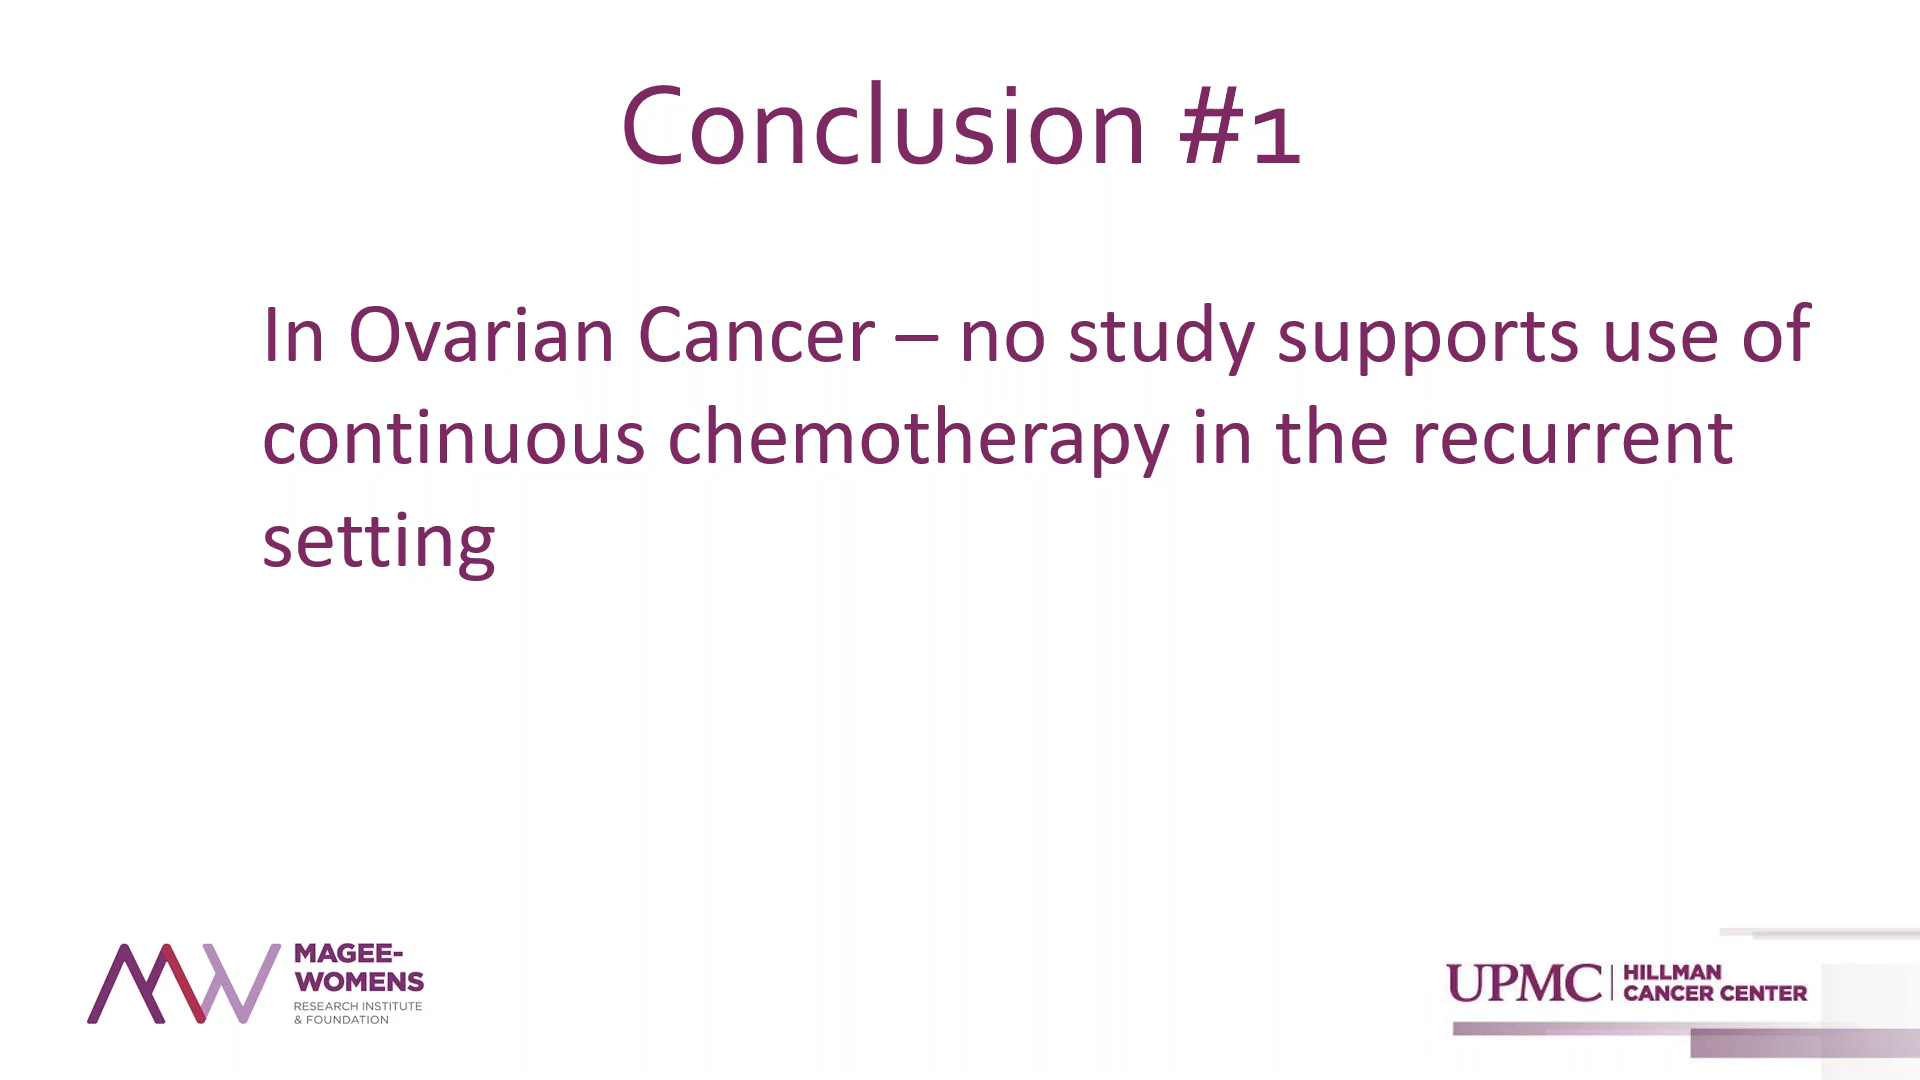 Conclusion #1
In Ovarian Cancer – no study supports use of
continuous chemotherapy in the recurrent
setting
MAGEE-
WOMENS
RESEARCH INSTITUTE
& FOUNDATION
UPMC HILLMAN
CANCER CENTER